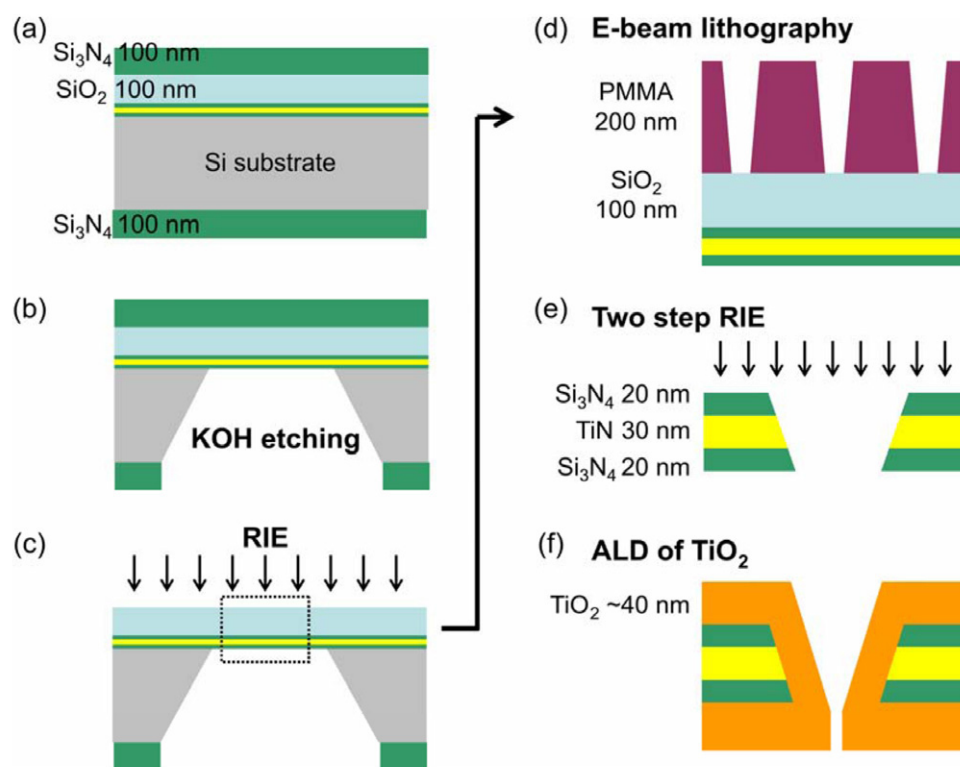 (a)
Si₃N₄ 100 nm
SiO₂ 100 nm
Si substrate
Si₃N₄ 100 nm
(b)
KOH etching
(c)
RIE
(d) E-beam lithography
PMMA
200 nm
SiO₂
100 nm
(e) Two step RIE
Si₃N₄ 20 nm
TiN 30 nm
Si₃N₄ 20 nm
(f) ALD of TiO₂
TiO₂ ~40 nm